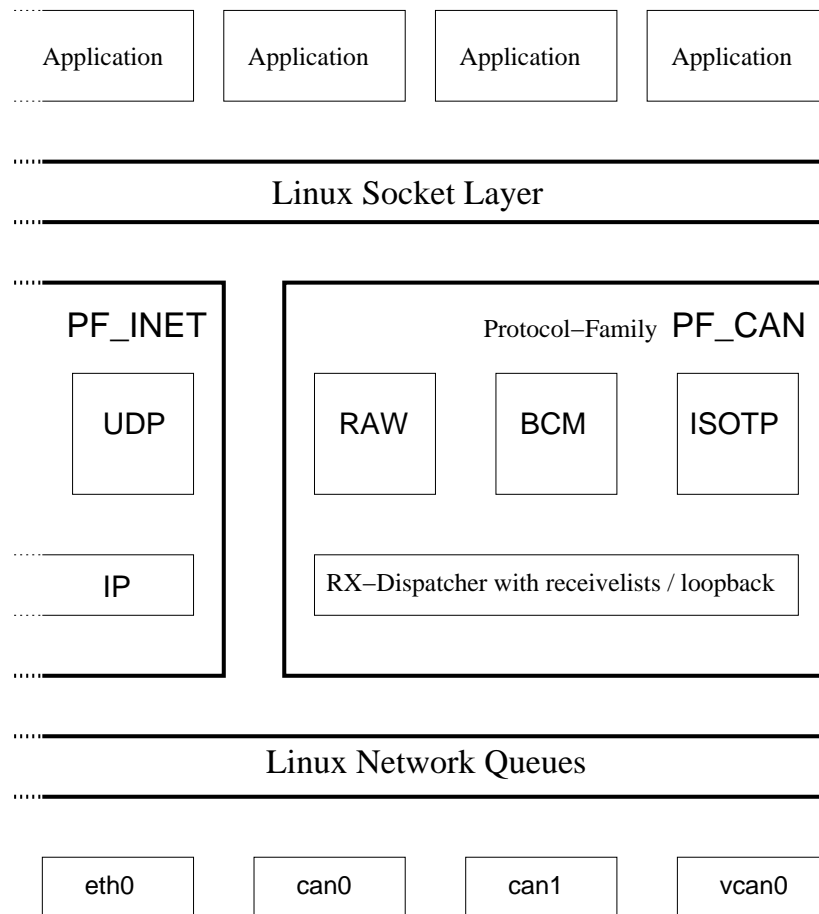 Application
Application
Application
Application
Linux Socket Layer
PF_INET
Protocol–Family PF_CAN
UDP
RAW
BCM
ISOTP
IP
RX–Dispatcher with receivelists / loopback
Linux Network Queues
eth0
can0
can1
vcan0